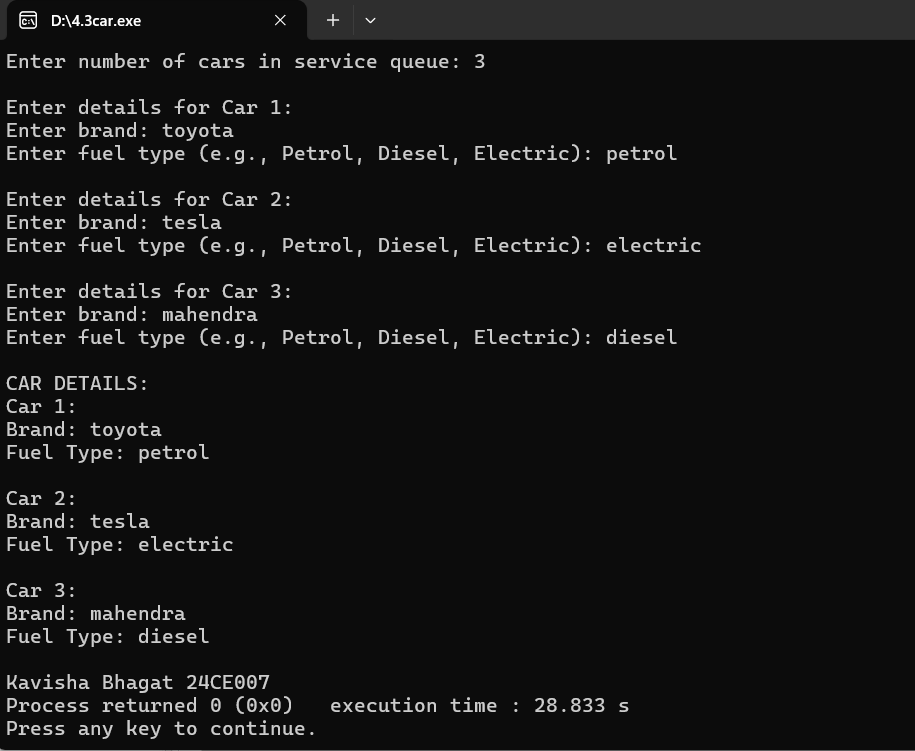 D:\4.3car.exe
Enter number of cars in service queue: 3
Enter details for Car 1:
Enter brand: toyota
Enter fuel type (e.g., Petrol, Diesel, Electric): petrol
Enter details for Car 2:
Enter brand: tesla
Enter fuel type (e.g., Petrol, Diesel, Electric): electric
Enter details for Car 3:
Enter brand: mahendra
Enter fuel type (e.g., Petrol, Diesel, Electric): diesel
CAR DETAILS:
Car 1:
Brand: toyota
Fuel Type: petrol
Car 2:
Brand: tesla
Fuel Type: electric
Car 3:
Brand: mahendra
Fuel Type: diesel
Kavisha Bhagat 24CE007
Process returned 0 (0x0)   execution time : 28.833 s
Press any key to continue.